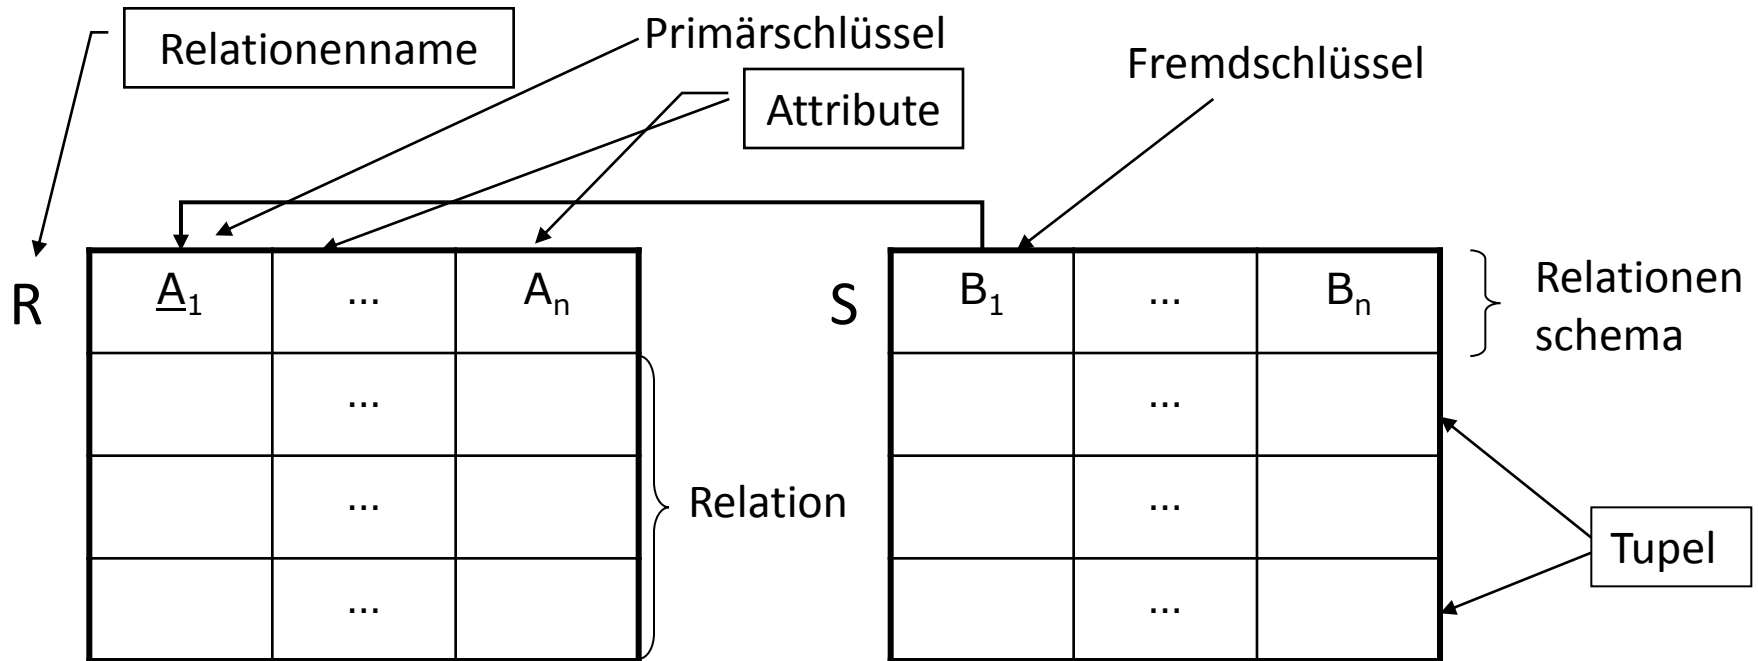 Relationenname
Primärschlüssel
Fremdschlüssel
Attribute
R
A1 ... An
S
B1 ... Bn
Relationen
schema
... ...
... Relation ...
Tupel
... ...